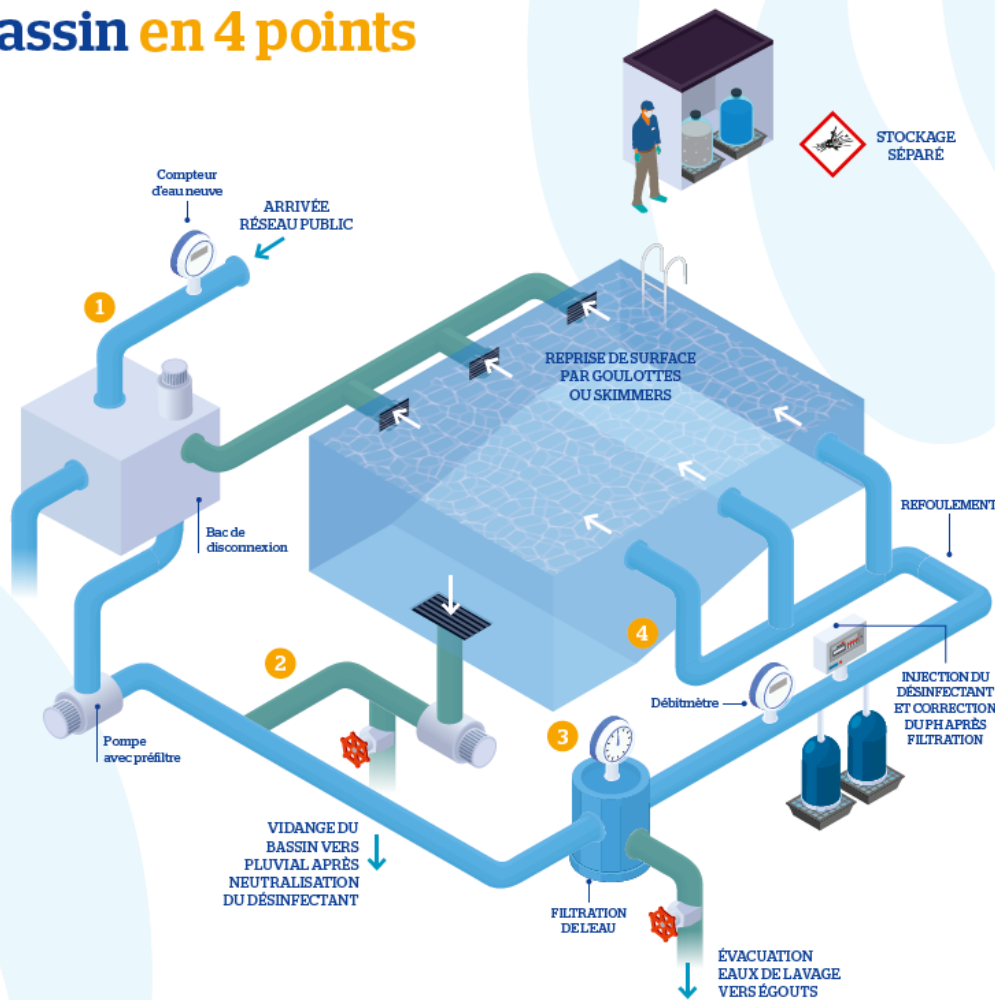 assin en 4 points
STOCKAGE
SÉPARÉ
Compteur
d'eau neuve
ARRIVÉE
RÉSEAU PUBLIC
1
REPRISE DE SURFACE
PAR GOULOTTES
OU SKIMMERS
Bac de
disconnexion
REFOULEMENT
2
4
Débitmètre
INJECTION DU
DÉSINFECTANT
ET CORRECTION
DU PH APRÈS
FILTRATION
3
Pompe
avec préfiltre
VIDANGE DU
BASSIN VERS
PLUVIAL APRÈS
NEUTRALISATION
DU DÉSINFECTANT
FILTRATION
DE L'EAU
ÉVACUATION
EAUX DE LAVAGE
VERS ÉGOUTS